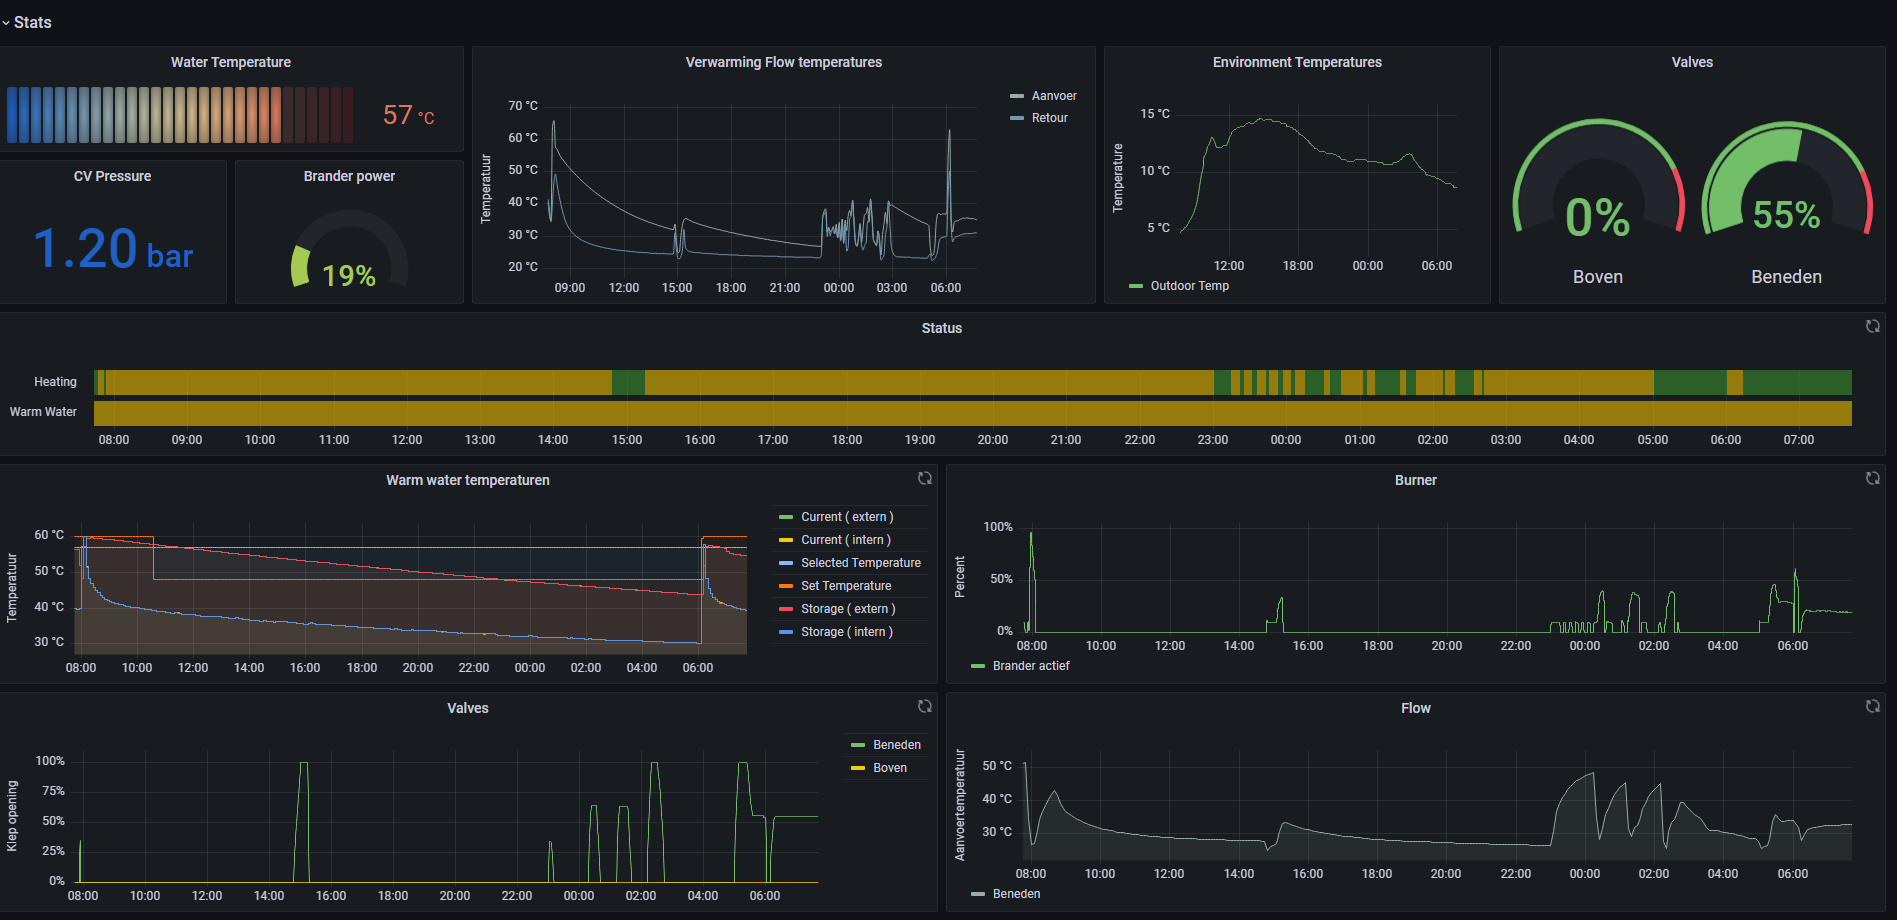 Stats
Water Temperature
57 °C
CV Pressure
1.20 bar
Brander power
19%
Verwarming Flow temperatures
Temperatuur
70 °C
60 °C
50 °C
40 °C
30 °C
20 °C
09:00 12:00 15:00 18:00 21:00 00:00 03:00 06:00
Aanvoer
Retour
Environment Temperatures
Temperature
15 °C
10 °C
5 °C
12:00 18:00 00:00 06:00
Outdoor Temp
Valves
0% 55%
Boven Beneden
Status
Heating
Warm Water
08:00 09:00 10:00 11:00 12:00 13:00 14:00 15:00 16:00 17:00 18:00 19:00 20:00 21:00 22:00 23:00 00:00 01:00 02:00 03:00 04:00 05:00 06:00 07:00
Warm water temperaturen
Temperatuur
60 °C
50 °C
40 °C
30 °C
08:00 10:00 12:00 14:00 16:00 18:00 20:00 22:00 00:00 02:00 04:00 06:00
Current ( extern )
Current ( intern )
Selected Temperature
Set Temperature
Storage ( extern )
Storage ( intern )
Burner
Percent
100%
50%
0%
08:00 10:00 12:00 14:00 16:00 18:00 20:00 22:00 00:00 02:00 04:00 06:00
Brander actief
Valves
Klep opening
100%
75%
50%
25%
0%
08:00 10:00 12:00 14:00 16:00 18:00 20:00 22:00 00:00 02:00 04:00 06:00
Beneden
Boven
Flow
Aanvoertemperatuur
50 °C
40 °C
30 °C
08:00 10:00 12:00 14:00 16:00 18:00 20:00 22:00 00:00 02:00 04:00 06:00
Beneden